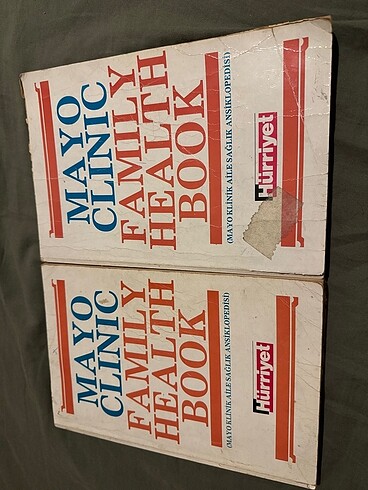 MAYO
CLINIC
FAMILY
HEALTH
BOOK
(MAYO KLİNİK AİLE SAĞLIK ANSİKLOPEDİSİ)
Hürriyet
MAYO
CLINIC
FAMILY
HEALTH
BOOK
(MAYO KLİNİK AİLE SAĞLIK ANSİKLOPEDİSİ)
Hürriyet